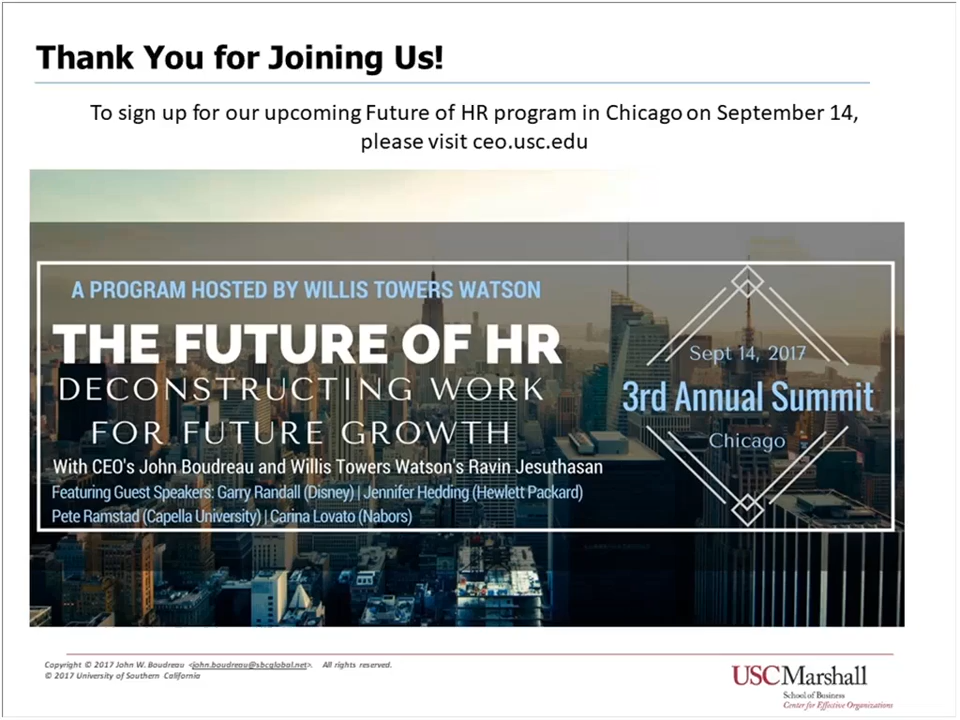 Thank You for Joining Us!
To sign up for our upcoming Future of HR program in Chicago on September 14,
please visit ceo.usc.edu
A PROGRAM HOSTED BY WILLIS TOWERS WATSON
THE FUTURE OF HR
DECONSTRUCTING WORK
FOR FUTURE GROWTH
With CEO's John Boudreau and Willis Towers Watson's Ravin Jesuthasan
Featuring Guest Speakers: Garry Randall (Disney) | Jennifer Hedding (Hewlett Packard)
Pete Ramstad (Capella University) | Carina Lovato (Nabors)
Sept 14, 2017
3rd Annual Summit
Chicago
Copyright © 2017 John W. Boudreau <john.boudreau@sbcglobal.net>. All rights reserved.
© 2017 University of Southern California
USC Marshall
School of Business
Center for Effective Organizations